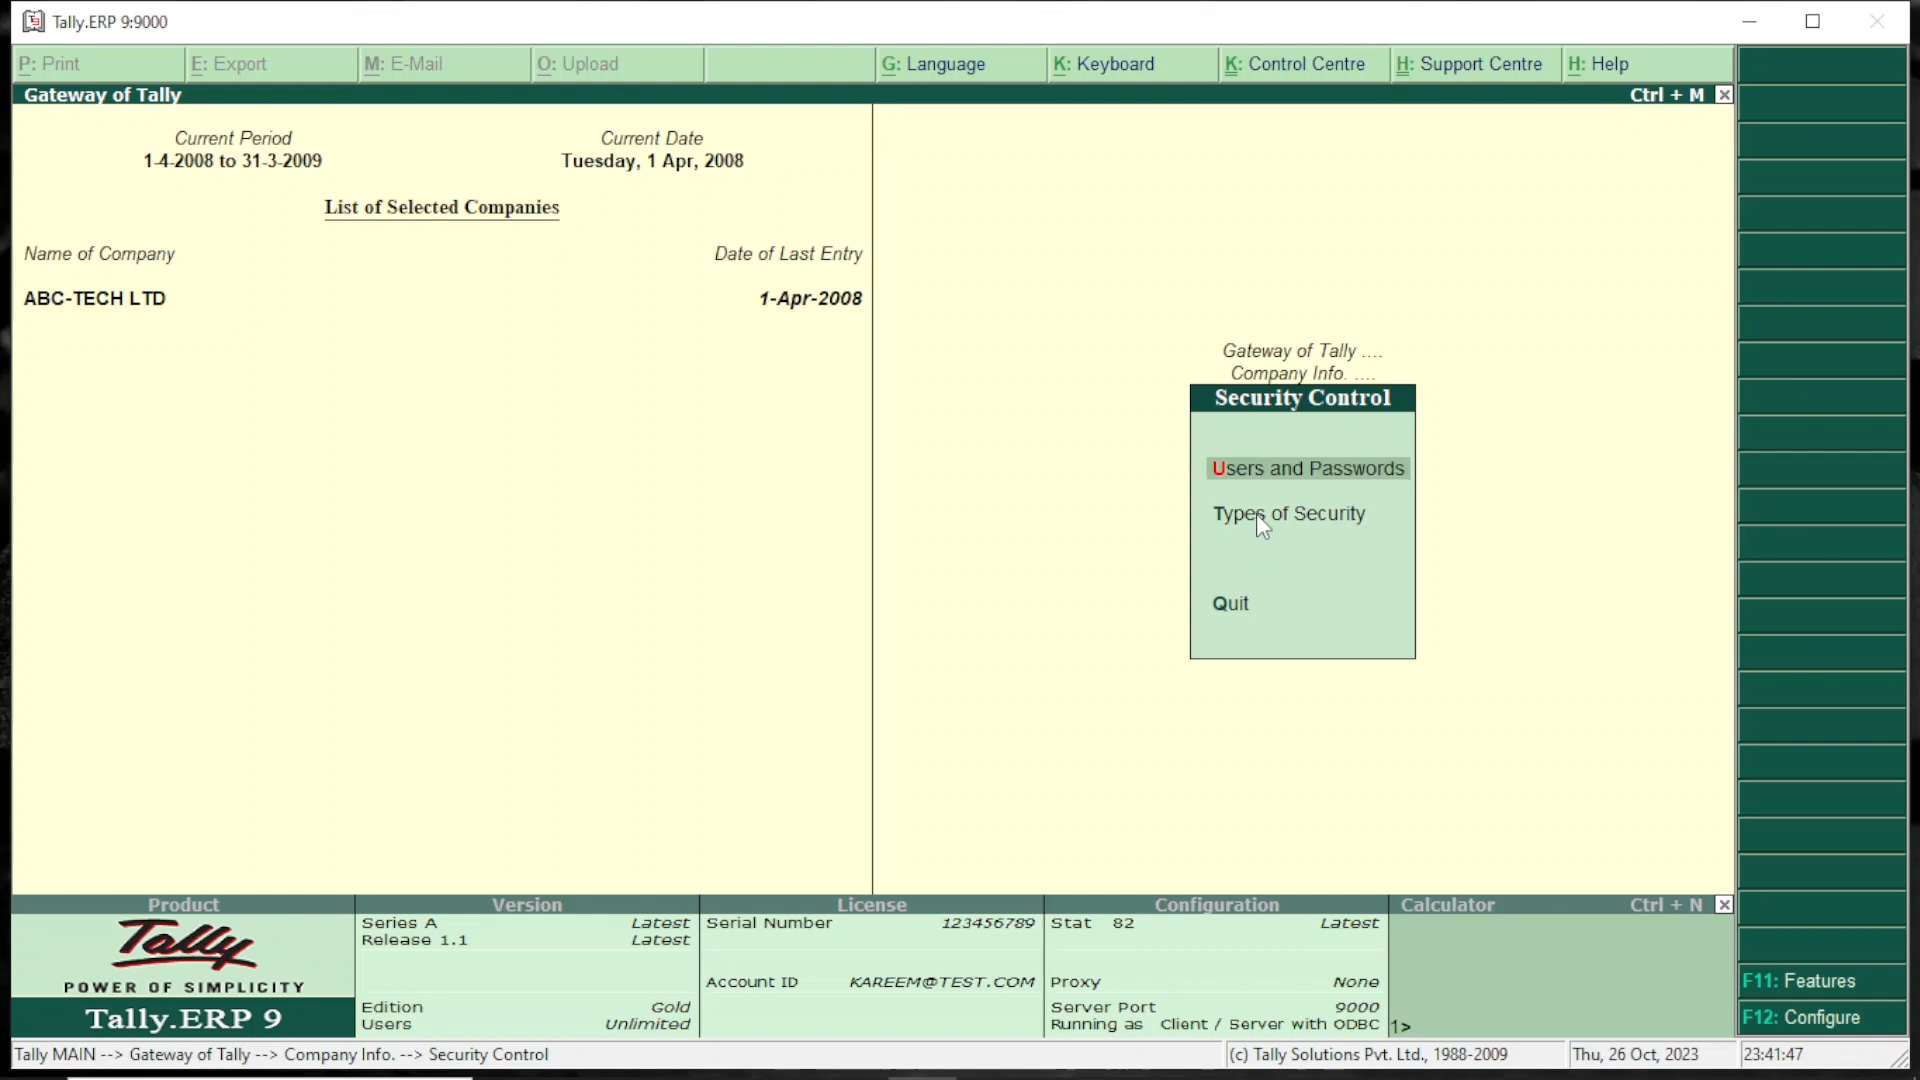 Tally.ERP 9:9000
P: Print
E: Export
M: E-Mail
O: Upload
G: Language
K: Keyboard
K: Control Centre
H: Support Centre
H: Help
Gateway of Tally
Ctrl + M
Current Period
1-4-2008 to 31-3-2009
Current Date
Tuesday, 1 Apr, 2008
List of Selected Companies
Name of Company
Date of Last Entry
ABC-TECH LTD
1-Apr-2008
Gateway of Tally ....
Company Info. ....
Security Control
Users and Passwords
Types of Security
Quit
Product
Tally
POWER OF SIMPLICITY
Tally.ERP 9
Version
Series A Latest
Release 1.1 Latest
Edition Gold
Users Unlimited
License
Serial Number 123456789
Account ID KAREEM@TEST.COM
Configuration
Stat 82 Latest
Proxy None
Server Port 9000
Running as Client / Server with ODBC
Calculator
Ctrl + N
1>
F11: Features
F12: Configure
Tally MAIN --> Gateway of Tally --> Company Info. --> Security Control
(c) Tally Solutions Pvt. Ltd., 1988-2009
Thu, 26 Oct, 2023
23:41:47